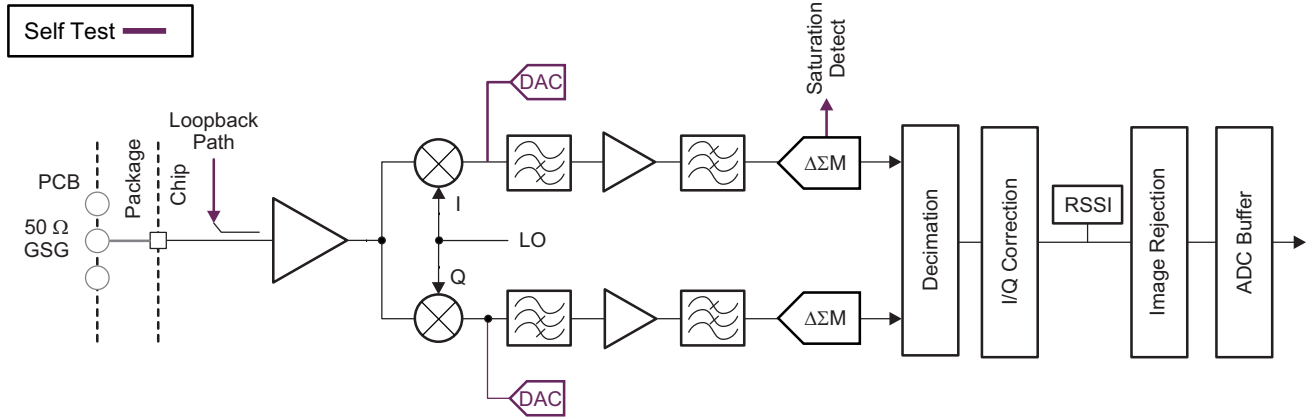 Self Test
Saturation
Detect
DAC
Loopback
Path
Package
Chip
PCB
50 Ω
GSG
I
LO
Q
ΔΣM
ΔΣM
DAC
Decimation
I/Q Correction
RSSI
Image Rejection
ADC Buffer